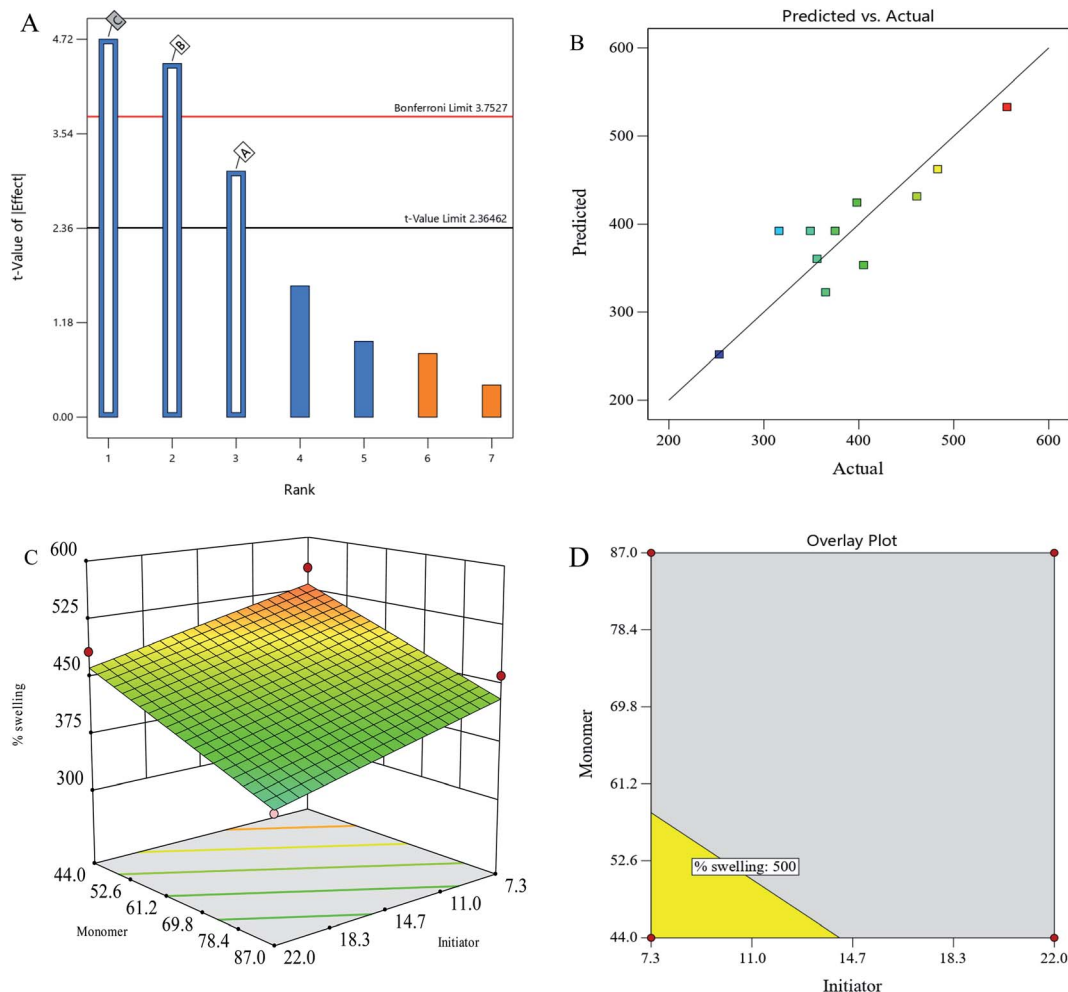 A
C
B
A
4.72
3.54
2.36
1.18
0.00
t-Value of |Effect|
Bonferroni Limit 3.7527
t-Value Limit 2.36462
1 2 3 4 5 6 7
Rank
B
Predicted vs. Actual
600
500
400
300
200
Predicted
200 300 400 500 600
Actual
C
600
525
450
375
300
% swelling
44.0
52.6
61.2
69.8
78.4
87.0
Monomer
7.3
11.0
14.7
18.3
22.0
Initiator
D
Overlay Plot
87.0
78.4
69.8
61.2
52.6
44.0
Monomer
% swelling: 500
7.3 11.0 14.7 18.3 22.0
Initiator